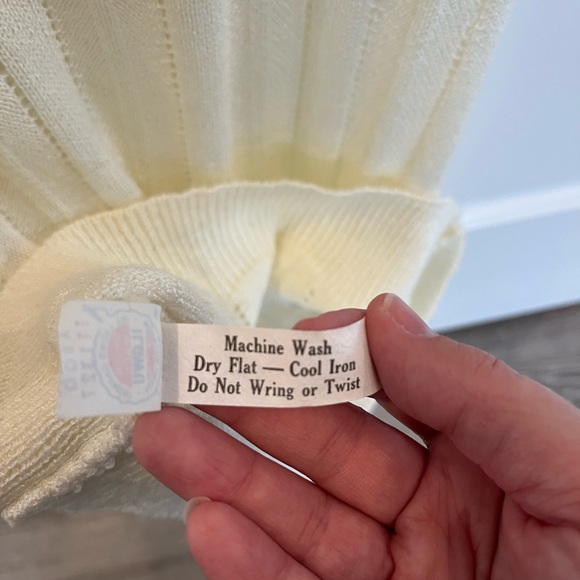 Machine Wash
Dry Flat — Cool Iron
Do Not Wring or Twist